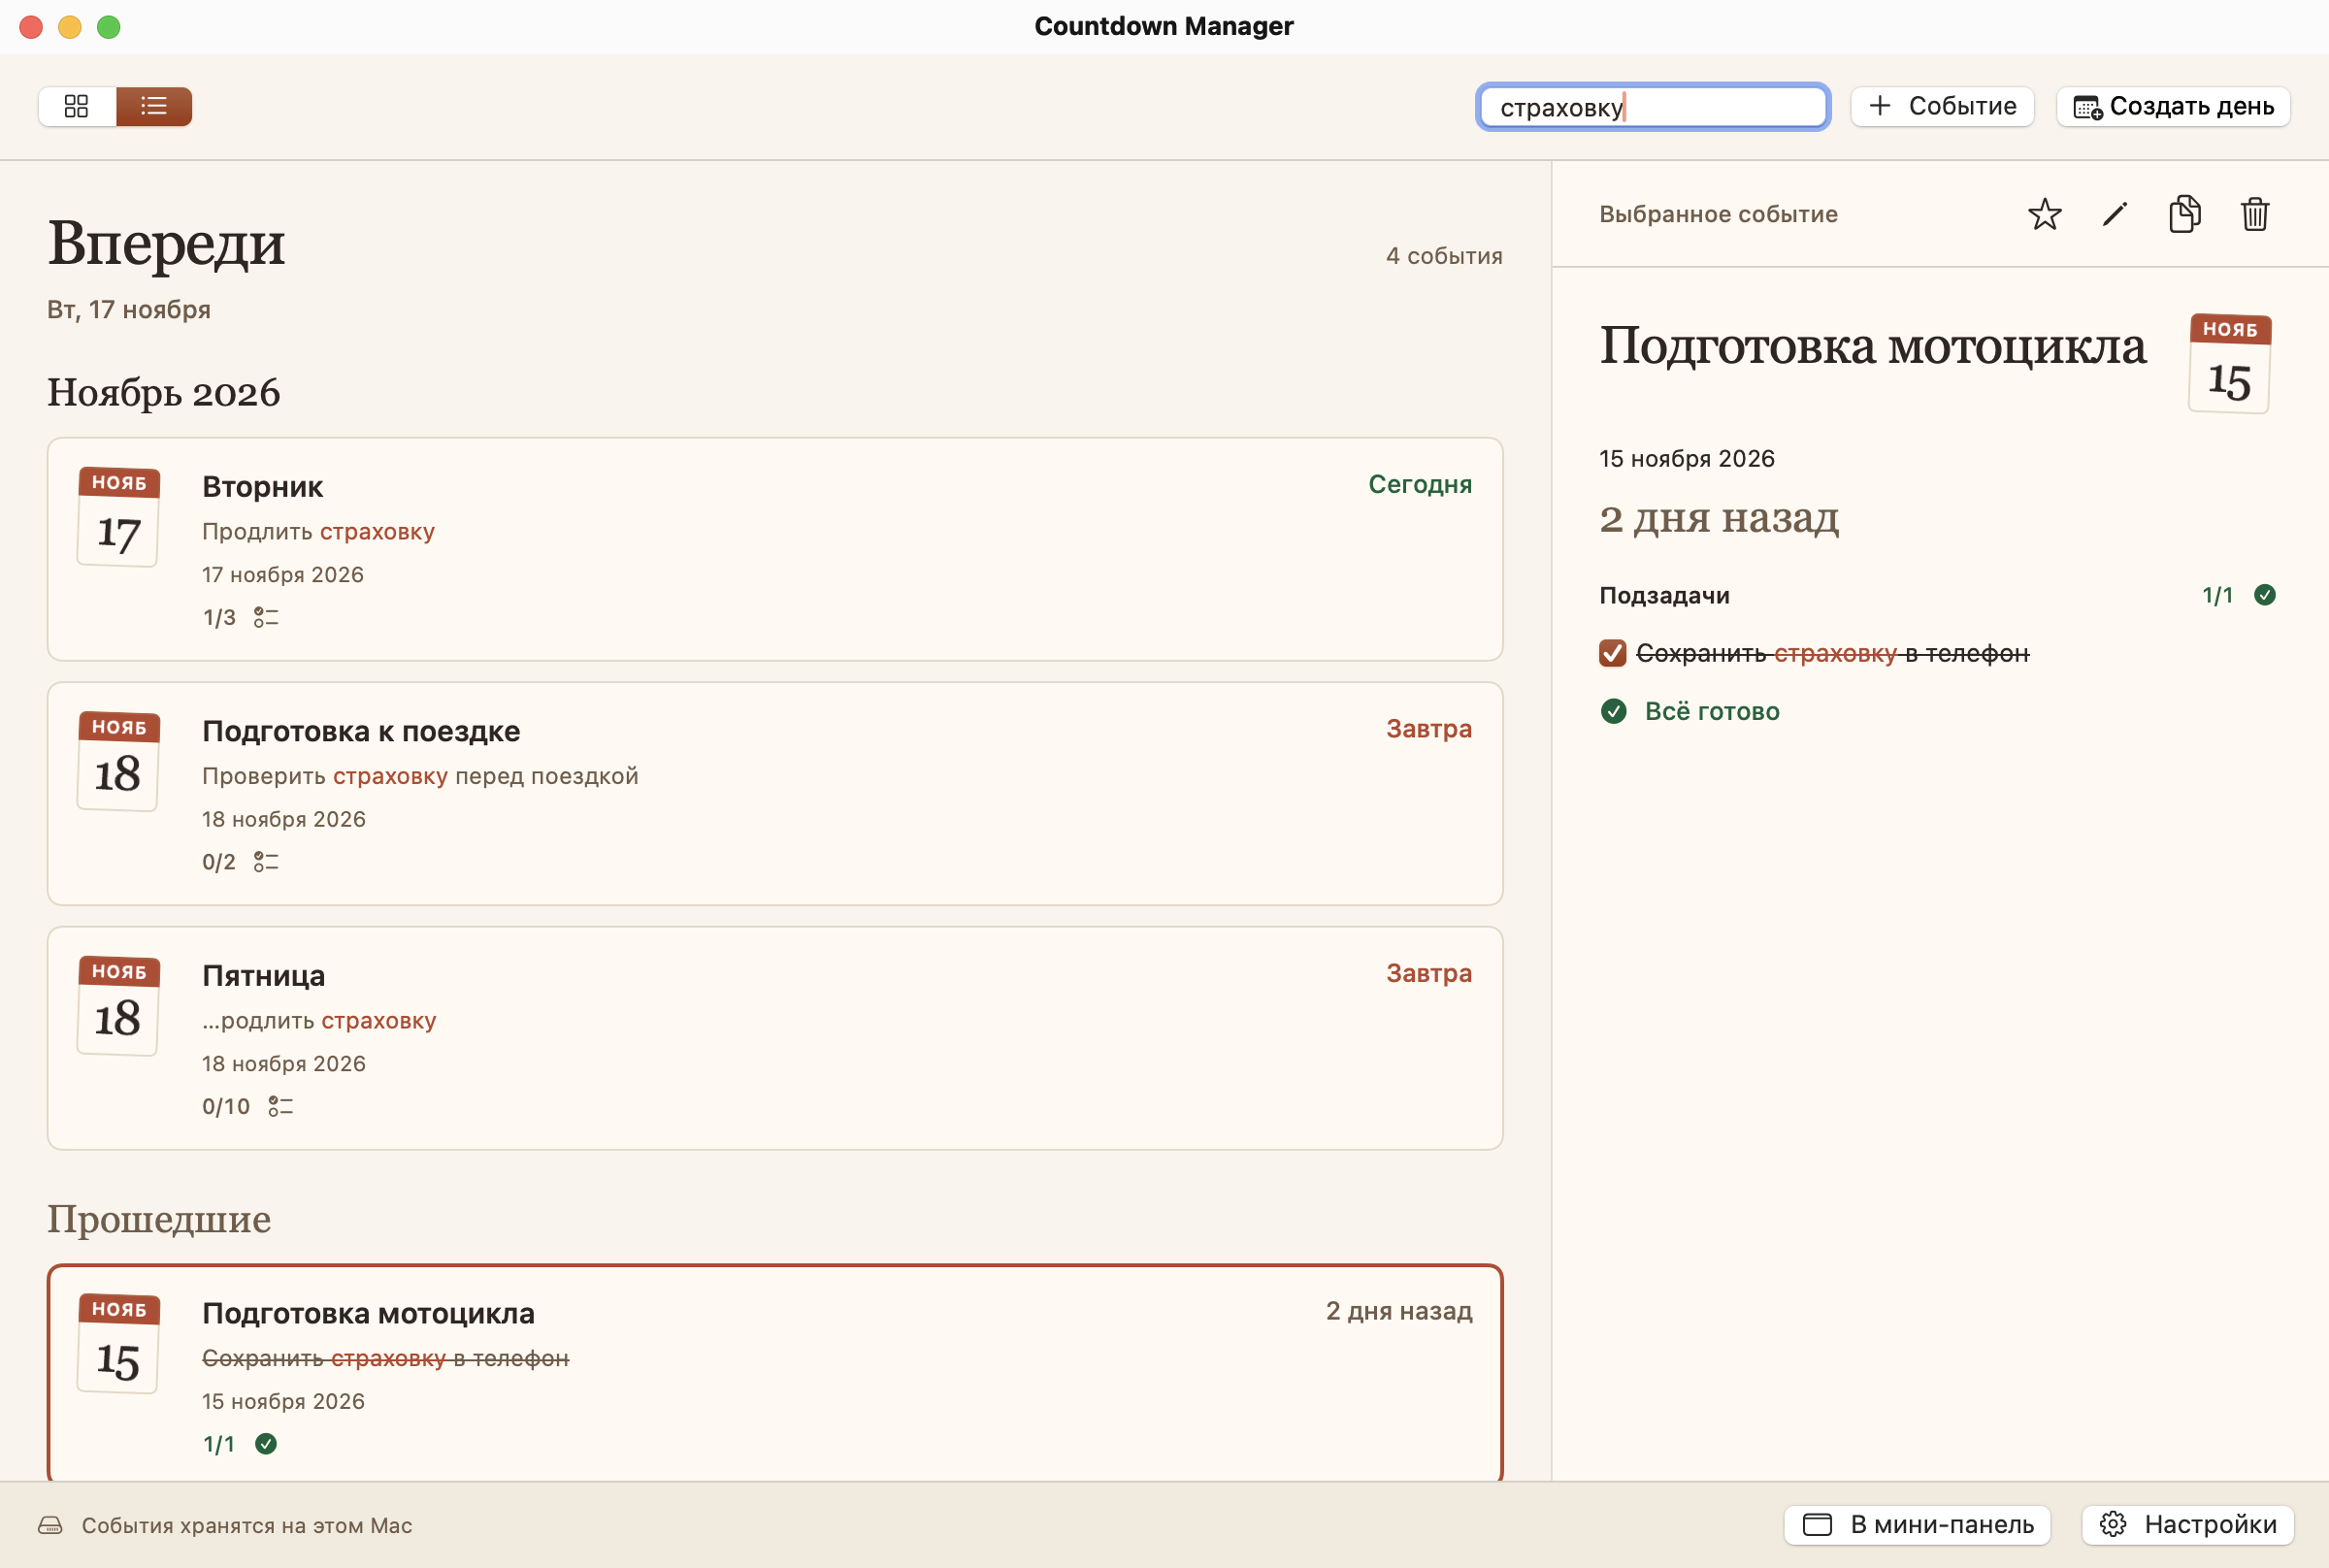 Countdown Manager
страховку
Событие
Создать день
Впереди
4 события
Вт, 17 ноября
Ноябрь 2026
НОЯБ
17
Вторник
Сегодня
Продлить страховку
17 ноября 2026
1/3
НОЯБ
18
Подготовка к поездке
Завтра
Проверить страховку перед поездкой
18 ноября 2026
0/2
НОЯБ
18
Пятница
Завтра
...родлить страховку
18 ноября 2026
0/10
Прошедшие
НОЯБ
15
Подготовка мотоцикла
2 дня назад
Сохранить страховку в телефон
15 ноября 2026
1/1
Выбранное событие
Подготовка мотоцикла
НОЯБ
15
15 ноября 2026
2 дня назад
Подзадачи
1/1
Сохранить страховку в телефон
Всё готово
События хранятся на этом Mac
В мини-панель
Настройки